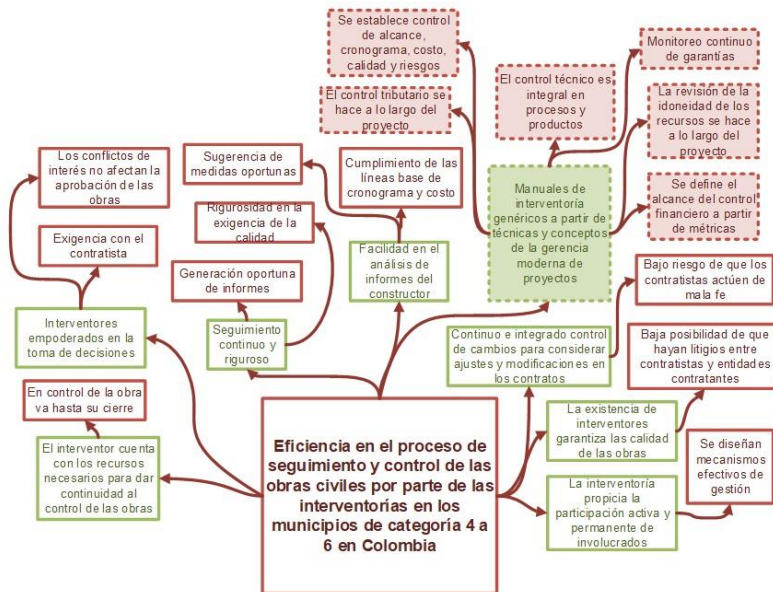 Se establece control
de alcance,
cronograma, costo,
calidad y riesgos
El control tributario se
hace a lo largo del
proyecto
El control técnico es
integral en
procesos y
productos
Monitoreo continuo
de garantías
La revisión de la
idoneidad de los
recursos se hace
a lo largo del
proyecto
Se define el
alcance del control
financiero a partir
de métricas
Manuales de
interventoría
genéricos a partir de
técnicas y conceptos
de la gerencia
moderna de
proyectos
Los conflictos de
interés no afectan la
aprobación de las
obras
Exigencia con el
contratista
Interventores
empoderados en la
toma de decisiones
Sugerencia de
medidas oportunas
Cumplimiento de las
líneas base de
cronograma y costo
Rigurosidad en la
exigencia de la
calidad
Generación oportuna
de informes
Facilidad en el
análisis de
informes del
constructor
Seguimiento
continuo y
riguroso
Bajo riesgo de que los
contratistas actúen de
mala fe
Continuo e integrado control
de cambios para considerar
ajustes y modificaciones en
los contratos
Baja posibilidad de que
hayan litigios entre
contratistas y entidades
contratantes
En control de la obra
va hasta su cierre
El interventor cuenta
con los recursos
necesarios para dar
continuidad al
control de las obras
Eficiencia en el proceso de
seguimiento y control de las
obras civiles por parte de las
interventorías en los
municipios de categoría 4 a
6 en Colombia
La existencia de
interventores
garantiza las calidad
de las obras
La interventoría
propicia la
participación activa y
permanente de
involucrados
Se diseñan
mecanismos
efectivos de
gestión